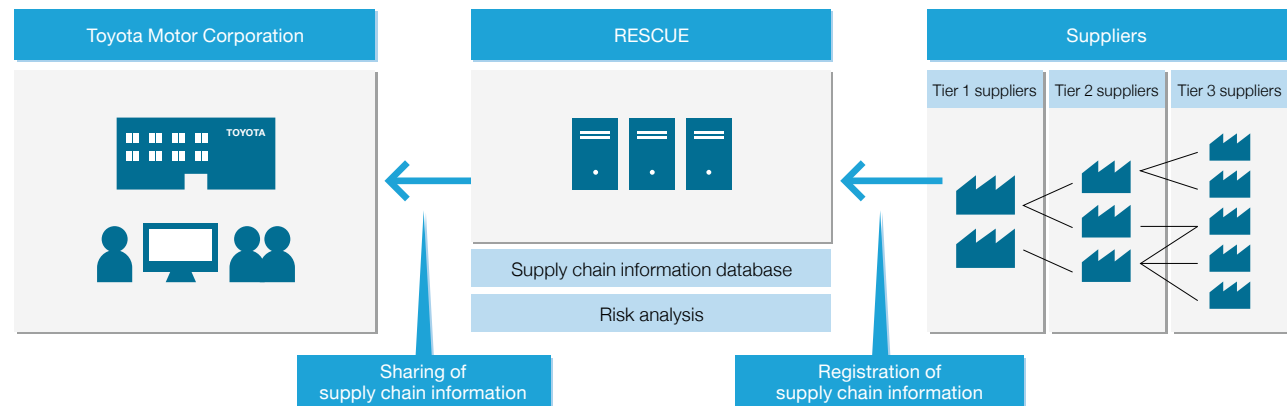 Toyota Motor Corporation
TOYOTA
RESCUE
Supply chain information database
Risk analysis
Suppliers
Tier 1 suppliers
Tier 2 suppliers
Tier 3 suppliers
Sharing of
supply chain information
Registration of
supply chain information